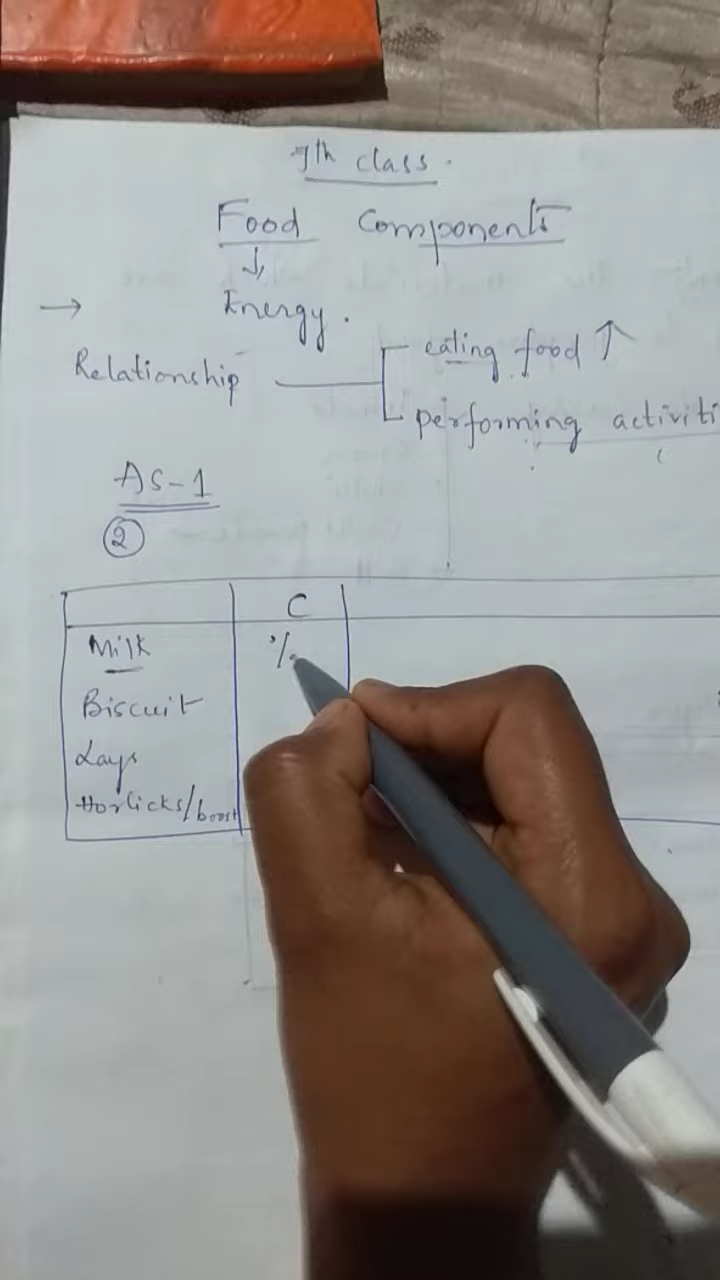 7th class.
Food Components
↓
→ Energy.
Relationship
eating food ↑
performing activiti
AS-1
②
C
Milk %
Biscuit
Lays
Horlicks/boost